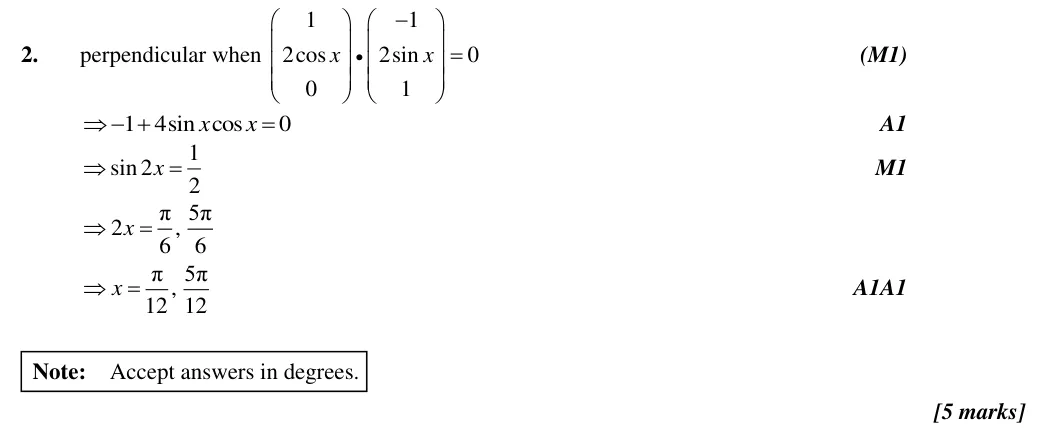 2. perpendicular when (1, 2cos x, 0) • (−1, 2sin x, 1) = 0 (M1)
⇒ −1 + 4sin x cos x = 0 A1
⇒ sin 2x = 1/2 M1
⇒ 2x = π/6, 5π/6
⇒ x = π/12, 5π/12 A1A1
Note: Accept answers in degrees.
[5 marks]